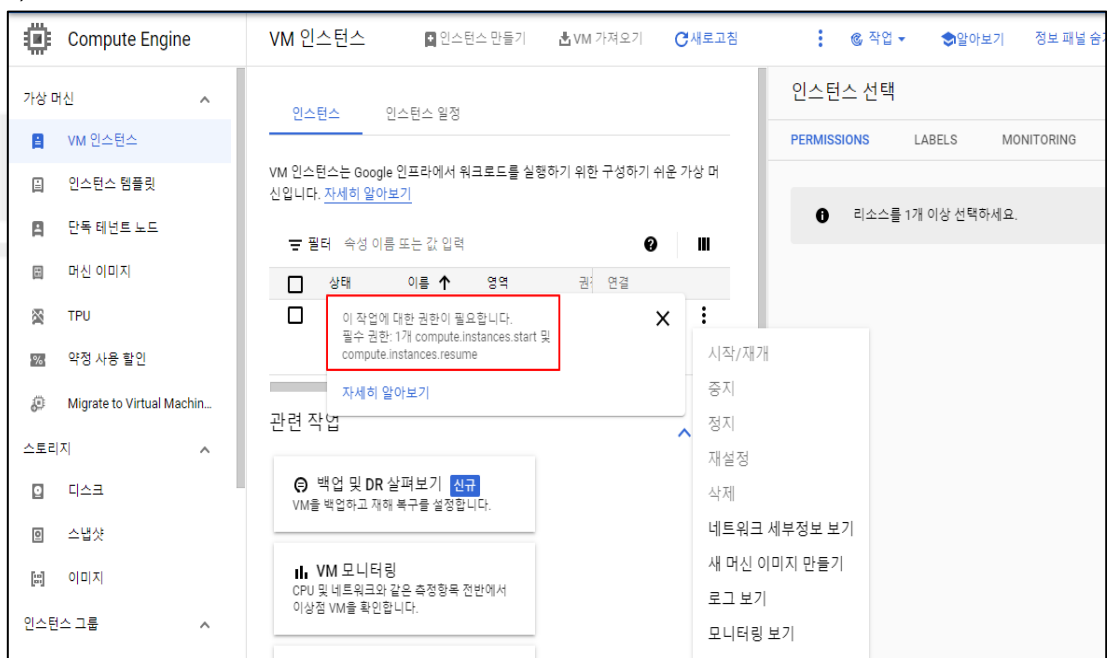 Compute Engine
VM 인스턴스
인스턴스 만들기
VM 가져오기
새로고침
작업
알아보기
정보 패널 숨기
가상 머신
VM 인스턴스
인스턴스 템플릿
단독 테넌트 노드
머신 이미지
TPU
약정 사용 할인
Migrate to Virtual Machin...
스토리지
디스크
스냅샷
이미지
인스턴스 그룹
인스턴스
인스턴스 일정
VM 인스턴스는 Google 인프라에서 워크로드를 실행하기 위한 구성하기 쉬운 가상 머
신입니다. 자세히 알아보기
필터 속성 이름 또는 값 입력
상태
이름
영역
연결
이 작업에 대한 권한이 필요합니다.
필수 권한: 1개 compute.instances.start 및
compute.instances.resume
자세히 알아보기
관련 작업
백업 및 DR 살펴보기 신규
VM을 백업하고 재해 복구를 설정합니다.
VM 모니터링
CPU 및 네트워크와 같은 측정항목 전반에서
이상점 VM을 확인합니다.
인스턴스 선택
PERMISSIONS
LABELS
MONITORING
리소스를 1개 이상 선택하세요.
시작/재개
중지
정지
재설정
삭제
네트워크 세부정보 보기
새 머신 이미지 만들기
로그 보기
모니터링 보기